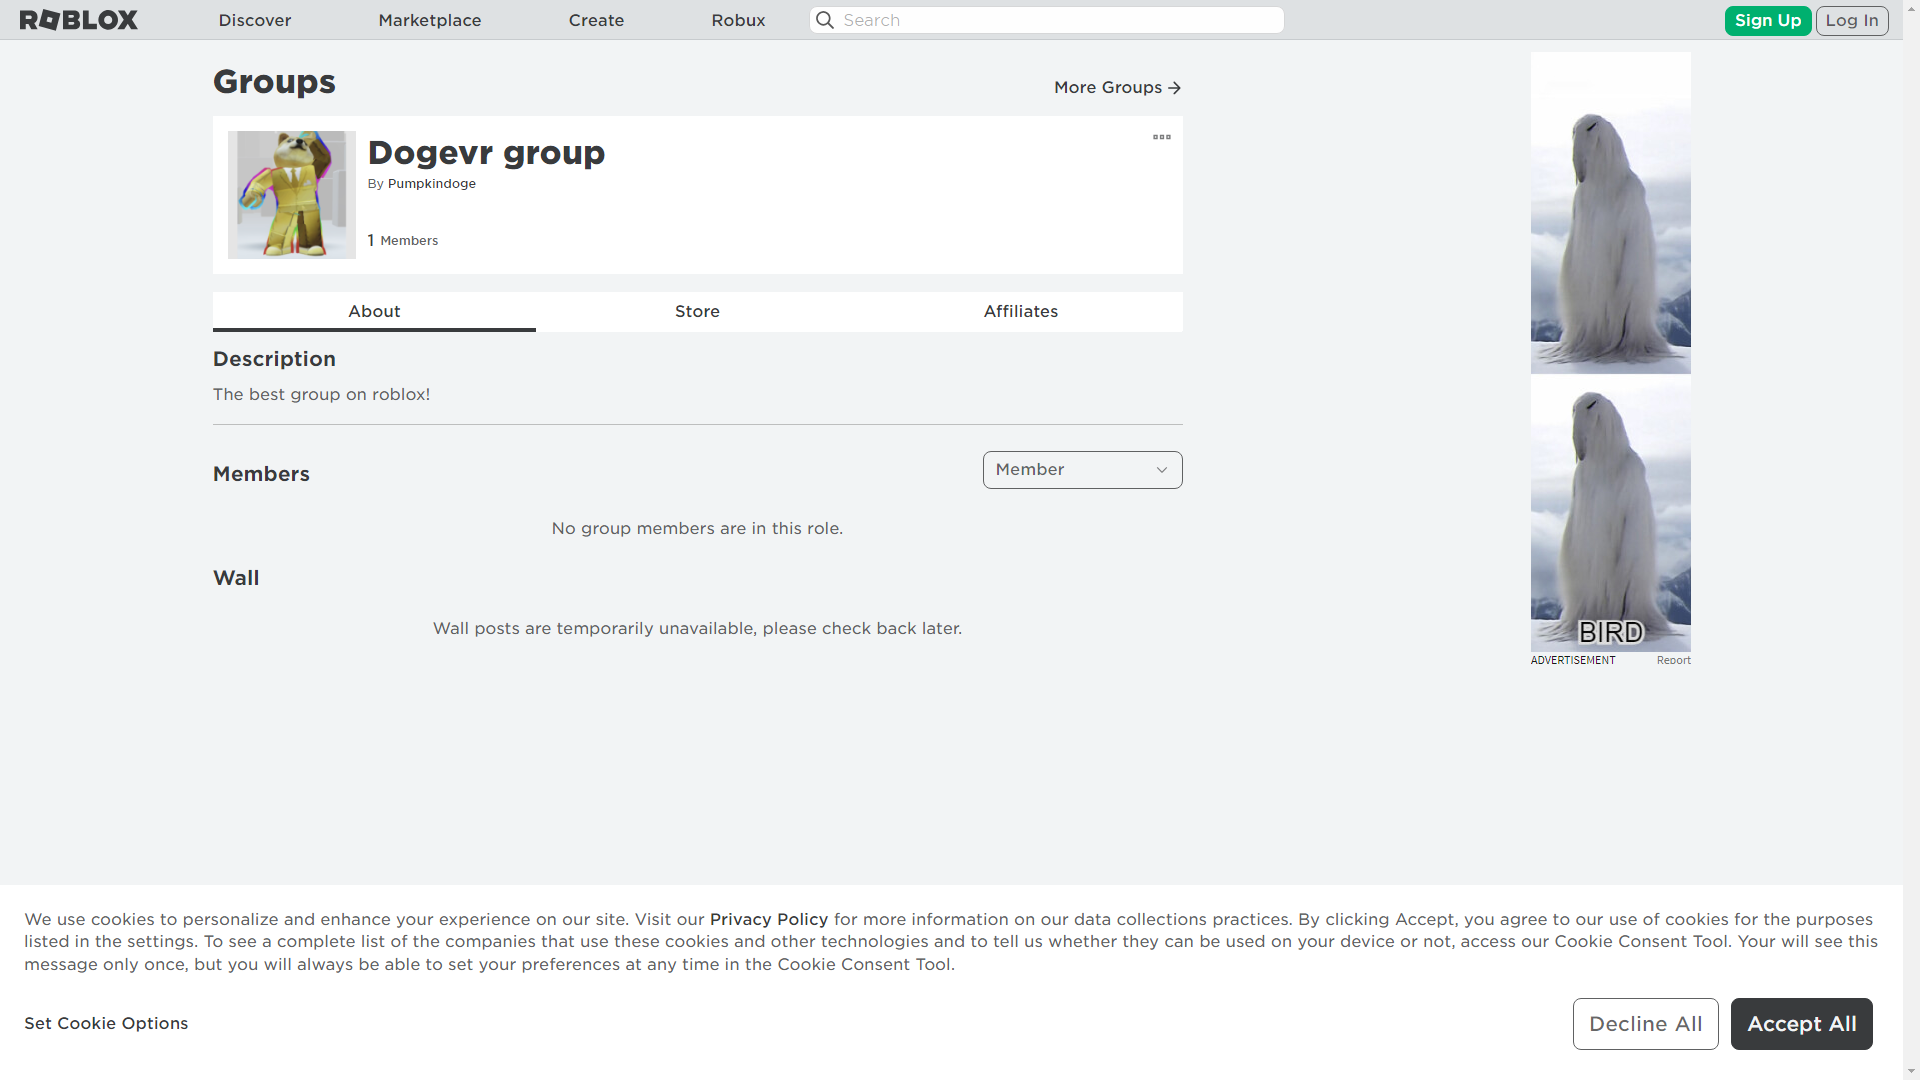 ROBLOX
Discover
Marketplace
Create
Robux
Search
Sign Up
Log In
Groups
More Groups
Dogevr group
By Pumpkindoge
1 Members
About
Store
Affiliates
Description
The best group on roblox!
Members
Member
No group members are in this role.
Wall
Wall posts are temporarily unavailable, please check back later.
BIRD
ADVERTISEMENT
Report
We use cookies to personalize and enhance your experience on our site. Visit our Privacy Policy for more information on our data collections practices. By clicking Accept, you agree to our use of cookies for the purposes
listed in the settings. To see a complete list of the companies that use these cookies and other technologies and to tell us whether they can be used on your device or not, access our Cookie Consent Tool. Your will see this
message only once, but you will always be able to set your preferences at any time in the Cookie Consent Tool.
Set Cookie Options
Decline All
Accept All